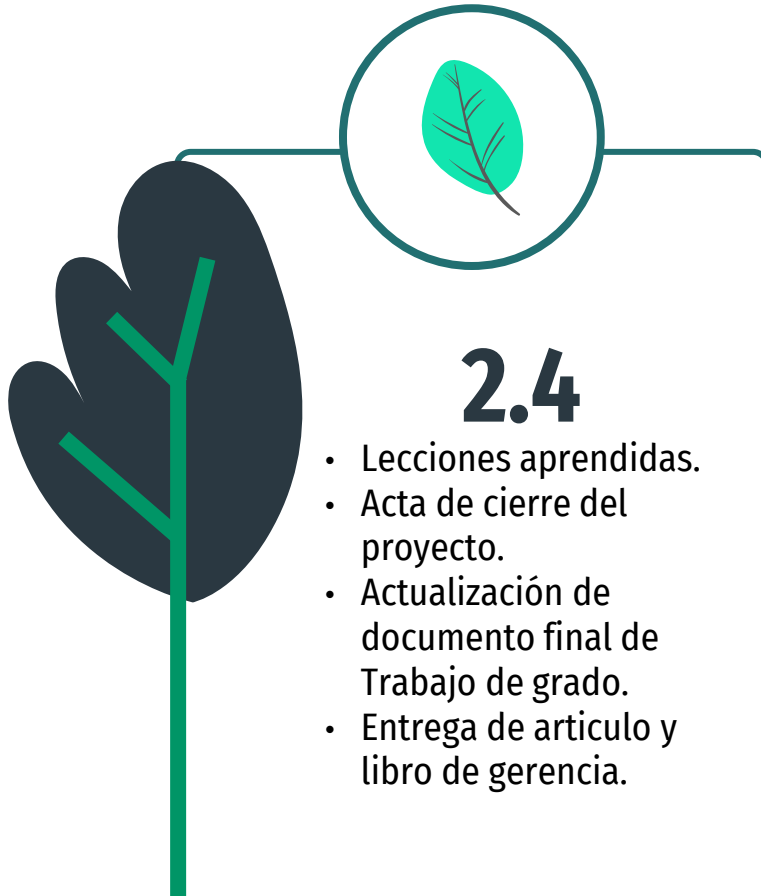 2.4
• Lecciones aprendidas.
• Acta de cierre del
proyecto.
• Actualización de
documento final de
Trabajo de grado.
• Entrega de articulo y
libro de gerencia.